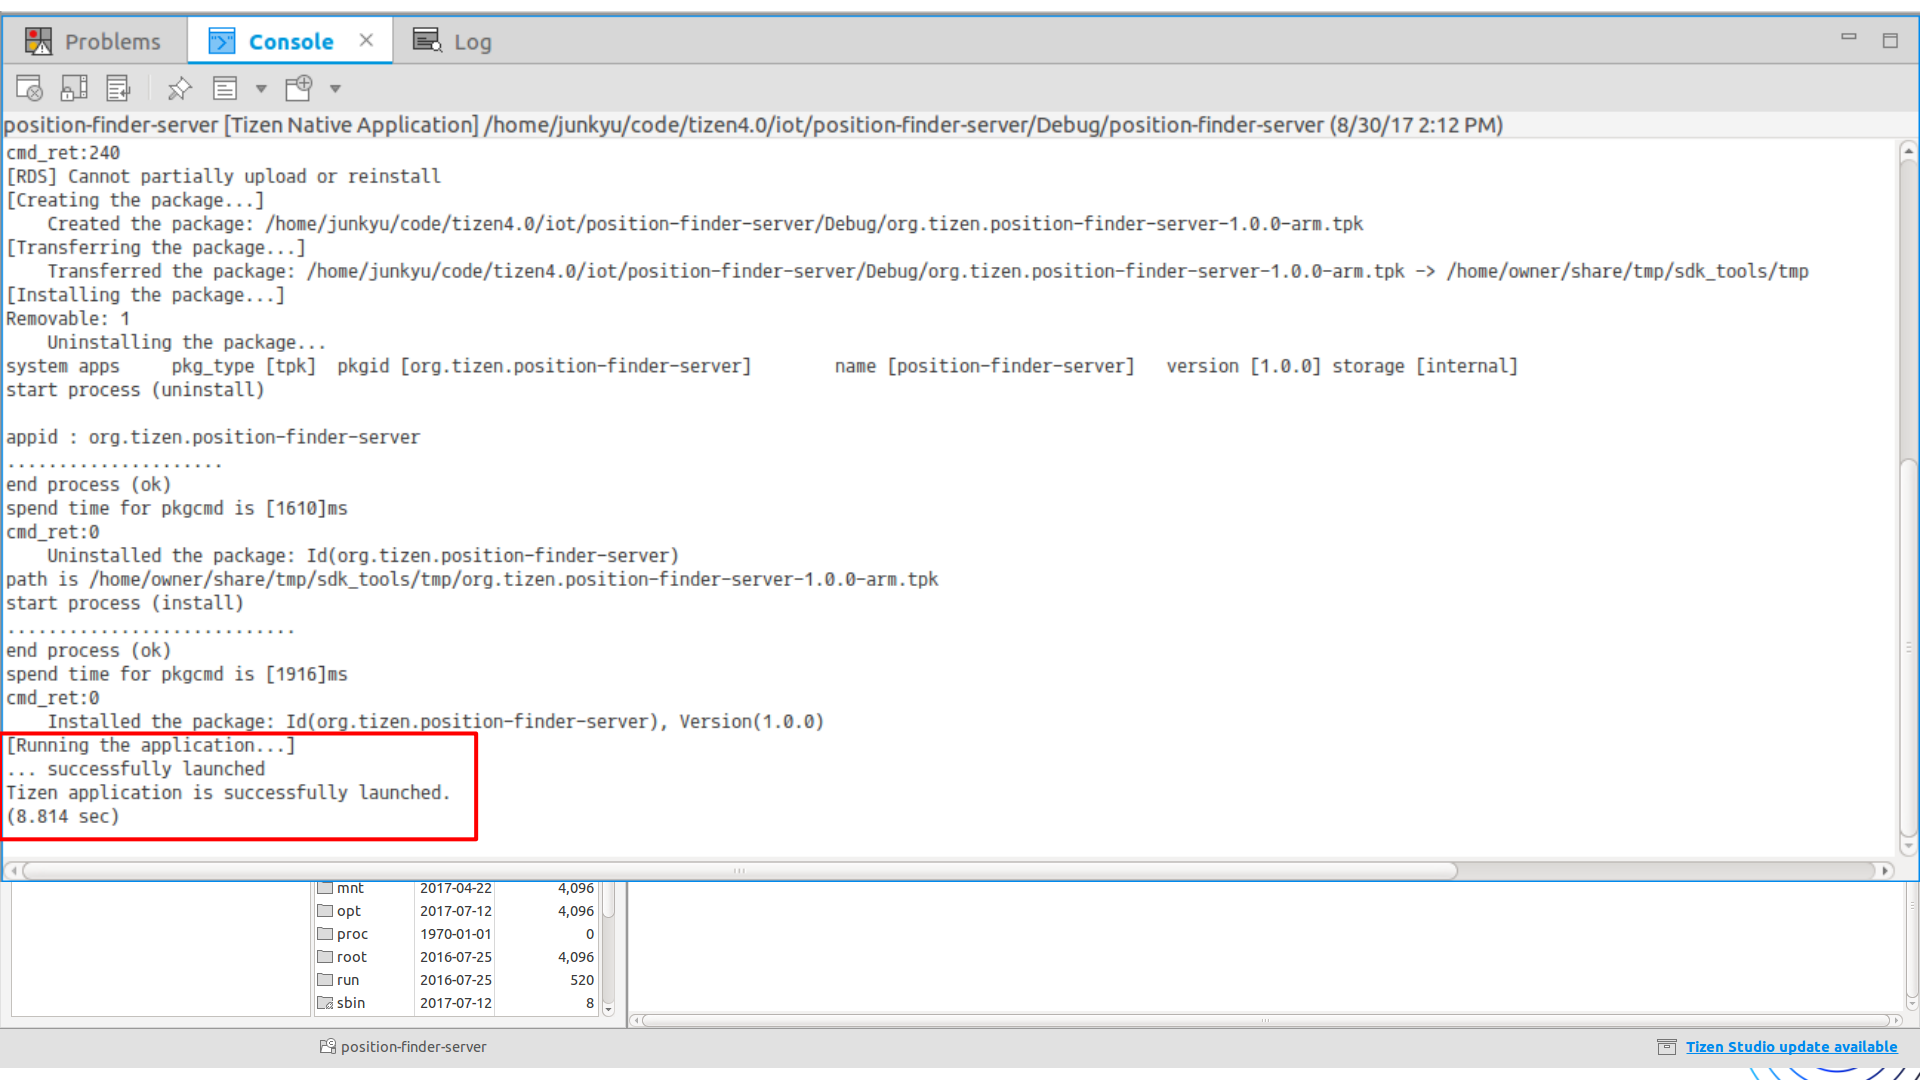 Problems
Console
Log
position-finder-server [Tizen Native Application] /home/junkyu/code/tizen4.0/iot/position-finder-server/Debug/position-finder-server (8/30/17 2:12 PM)
cmd_ret:240
[RDS] Cannot partially upload or reinstall
[Creating the package...]
    Created the package: /home/junkyu/code/tizen4.0/iot/position-finder-server/Debug/org.tizen.position-finder-server-1.0.0-arm.tpk
[Transferring the package...]
    Transferred the package: /home/junkyu/code/tizen4.0/iot/position-finder-server/Debug/org.tizen.position-finder-server-1.0.0-arm.tpk -> /home/owner/share/tmp/sdk_tools/tmp
[Installing the package...]
Removable: 1
    Uninstalling the package...
system apps     pkg_type [tpk]  pkgid [org.tizen.position-finder-server]        name [position-finder-server]   version [1.0.0] storage [internal]
start process (uninstall)
appid : org.tizen.position-finder-server
.....................
end process (ok)
spend time for pkgcmd is [1610]ms
cmd_ret:0
    Uninstalled the package: Id(org.tizen.position-finder-server)
path is /home/owner/share/tmp/sdk_tools/tmp/org.tizen.position-finder-server-1.0.0-arm.tpk
start process (install)
............................
end process (ok)
spend time for pkgcmd is [1916]ms
cmd_ret:0
    Installed the package: Id(org.tizen.position-finder-server), Version(1.0.0)
[Running the application...]
... successfully launched
Tizen application is successfully launched.
(8.814 sec)
mnt 2017-04-22 4,096
opt 2017-07-12 4,096
proc 1970-01-01 0
root 2016-07-25 4,096
run 2016-07-25 520
sbin 2017-07-12 8
position-finder-server
Tizen Studio update available